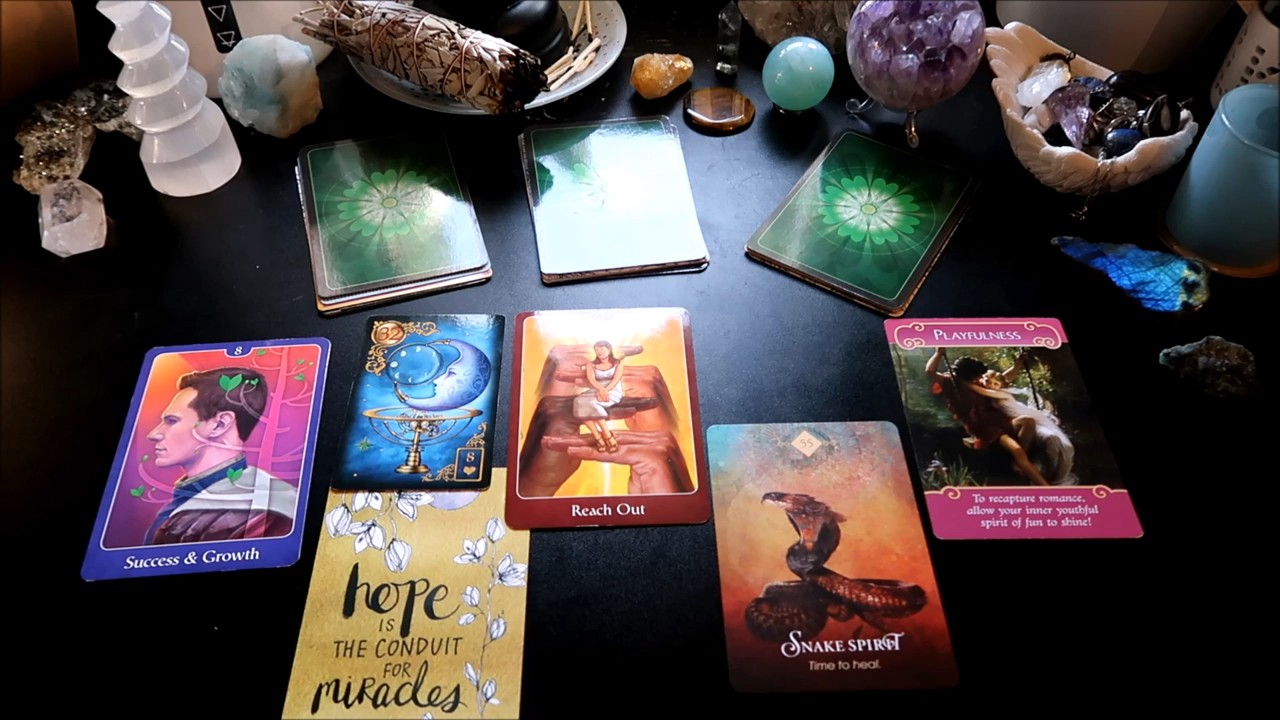 8
Success & Growth
32
8
hope
IS
THE CONDUIT
FOR
miracles
Reach Out
55
SNAKE SPIRIT
Time to heal.
PLAYFULNESS
To recapture romance,
allow your inner youthful
spirit of fun to shine!